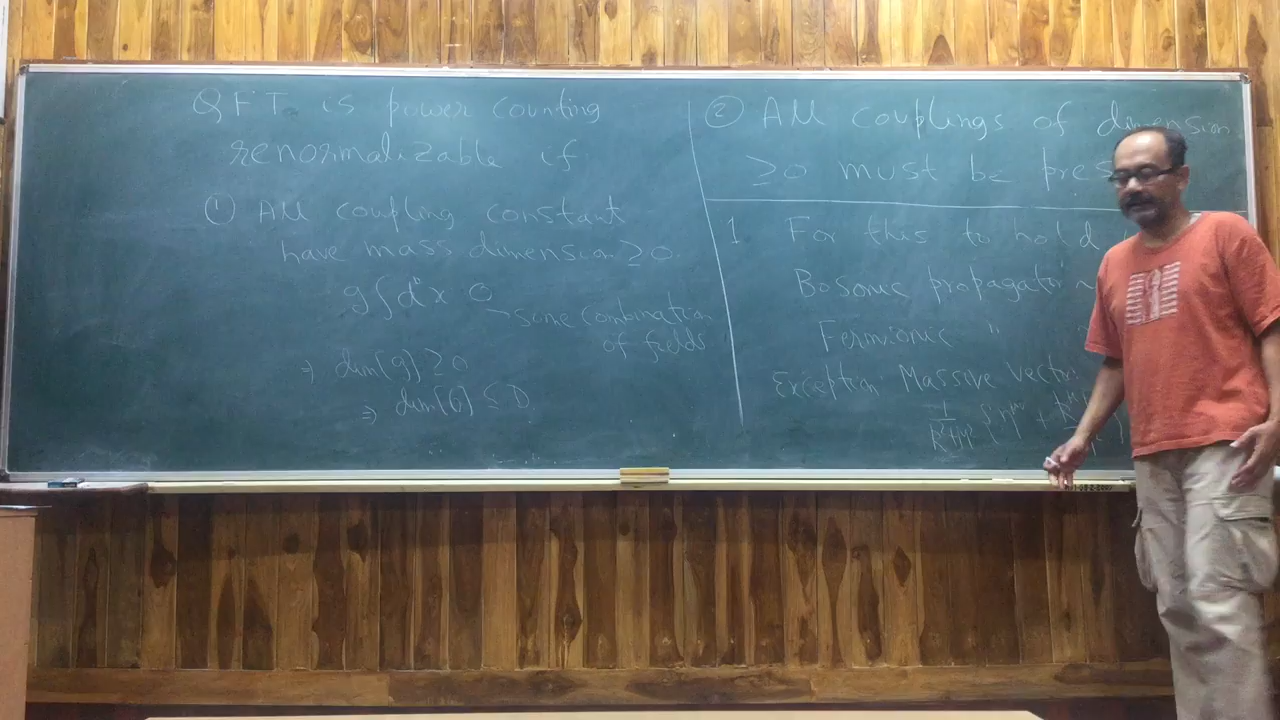 QFT is power counting
renormalizable if
① All coupling constant
have mass dimension ≥0
g∫d^D x O
~ some combination
of fields
⇒ dim[g] ≥ 0
⇒ dim[O] ≤ D
② All couplings of dimension
≥0 must be pres
1 For this to hold
Bosonic propagator ~
Fermionic "
Exception Massive vector